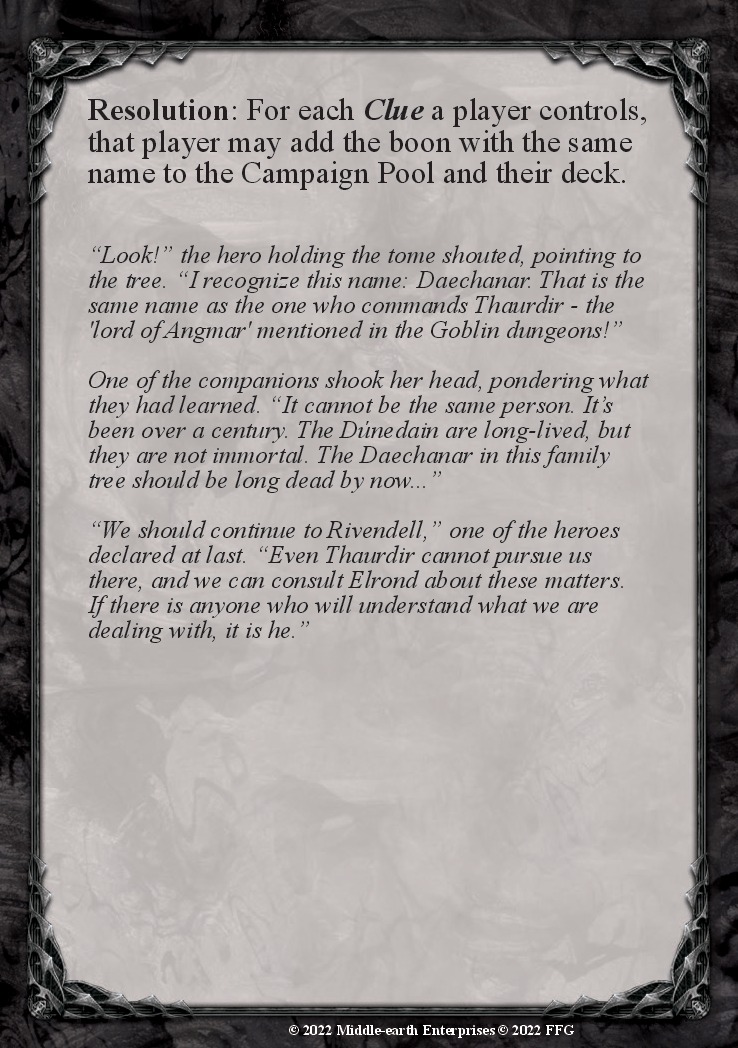 Resolution: For each Clue a player controls,
that player may add the boon with the same
name to the Campaign Pool and their deck.
“Look!” the hero holding the tome shouted, pointing to
the tree. “I recognize this name: Daechanar. That is the
same name as the one who commands Thaurdir - the
'lord of Angmar' mentioned in the Goblin dungeons!”
One of the companions shook her head, pondering what
they had learned. “It cannot be the same person. It’s
been over a century. The Dúnedain are long-lived, but
they are not immortal. The Daechanar in this family
tree should be long dead by now...”
“We should continue to Rivendell,” one of the heroes
declared at last. “Even Thaurdir cannot pursue us
there, and we can consult Elrond about these matters.
If there is anyone who will understand what we are
dealing with, it is he.”
© 2022 Middle-earth Enterprises © 2022 FFG